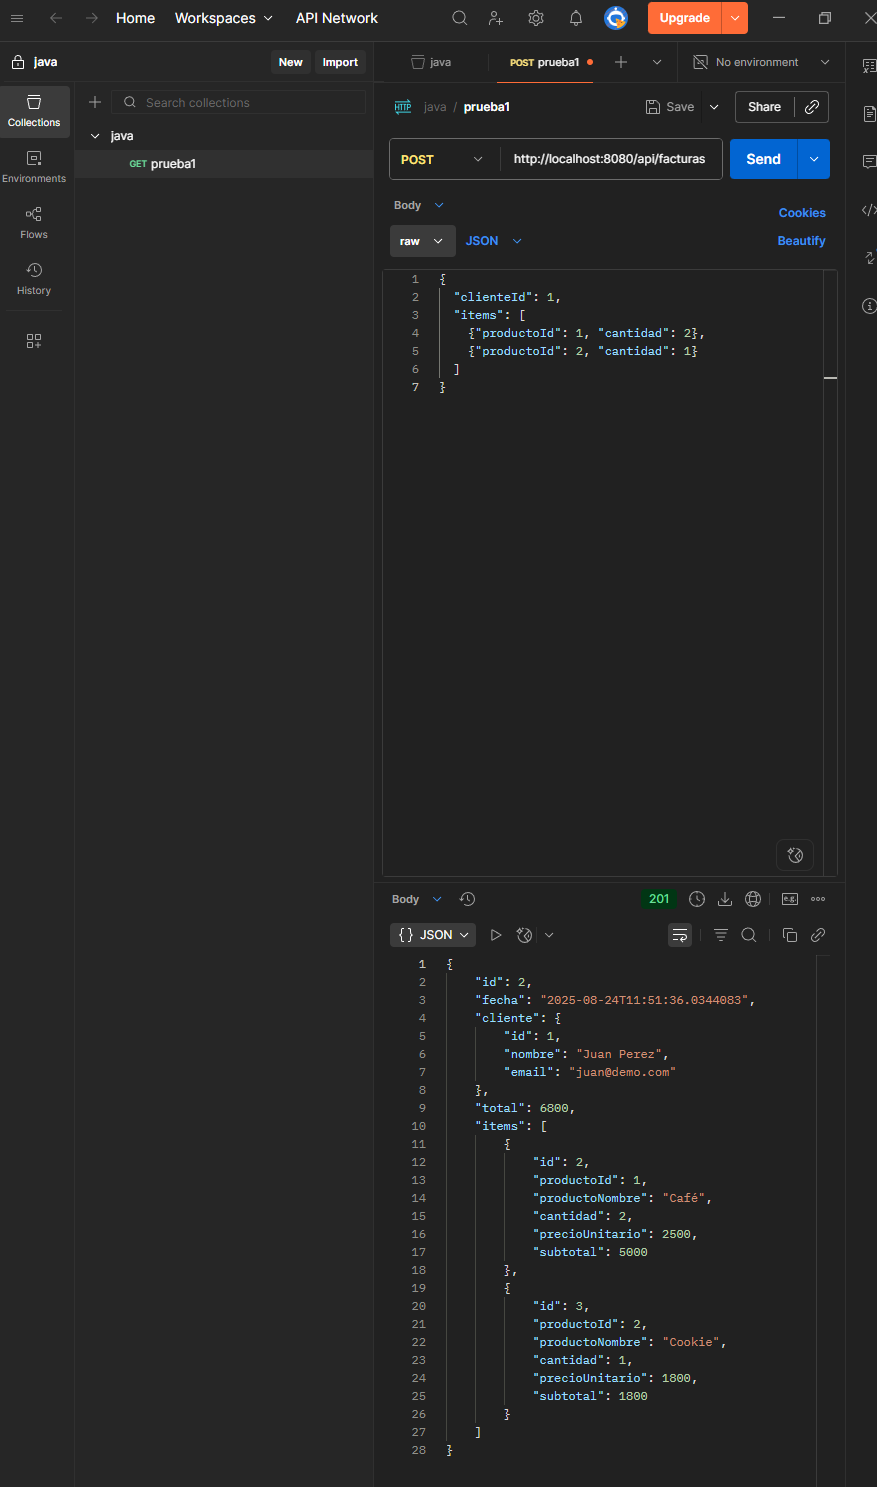 Home Workspaces API Network Upgrade
java New Import
java POST prueba1 No environment
Collections
Environments
Flows
History
Search collections
java
GET prueba1
HTTP java / prueba1 Save Share
POST http://localhost:8080/api/facturas Send
Body Cookies
raw JSON Beautify
1 {
2 "clienteId": 1,
3 "items": [
4 {"productoId": 1, "cantidad": 2},
5 {"productoId": 2, "cantidad": 1}
6 ]
7 }
Body 201 e.g.
{} JSON
1 {
2 "id": 2,
3 "fecha": "2025-08-24T11:51:36.0344083",
4 "cliente": {
5 "id": 1,
6 "nombre": "Juan Perez",
7 "email": "juan@demo.com"
8 },
9 "total": 6800,
10 "items": [
11 {
12 "id": 2,
13 "productoId": 1,
14 "productoNombre": "Café",
15 "cantidad": 2,
16 "precioUnitario": 2500,
17 "subtotal": 5000
18 },
19 {
20 "id": 3,
21 "productoId": 2,
22 "productoNombre": "Cookie",
23 "cantidad": 1,
24 "precioUnitario": 1800,
25 "subtotal": 1800
26 }
27 ]
28 }